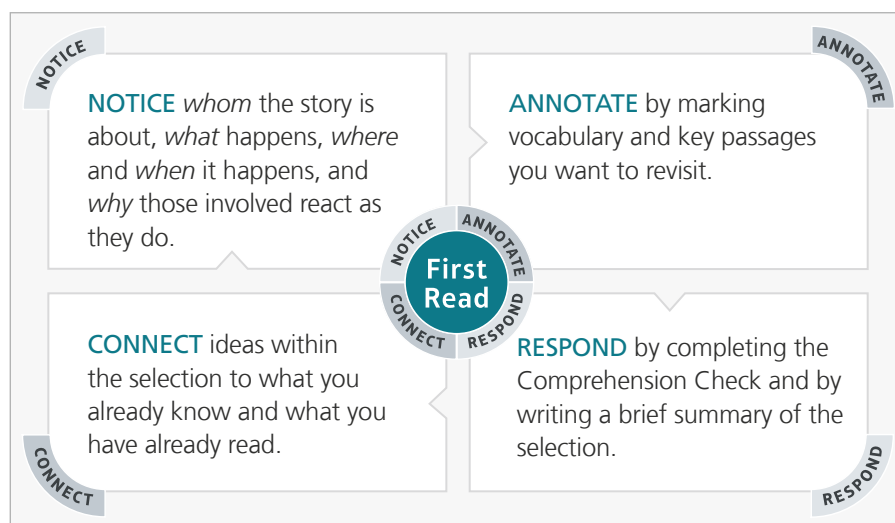 NOTICE
NOTICE whom the story is
about, what happens, where
and when it happens, and
why those involved react as
they do.
ANNOTATE
ANNOTATE by marking
vocabulary and key passages
you want to revisit.
NOTICE
ANNOTATE
First
Read
CONNECT
RESPOND
CONNECT ideas within
the selection to what you
already know and what you
have already read.
CONNECT
RESPOND by completing the
Comprehension Check and by
writing a brief summary of the
selection.
RESPOND